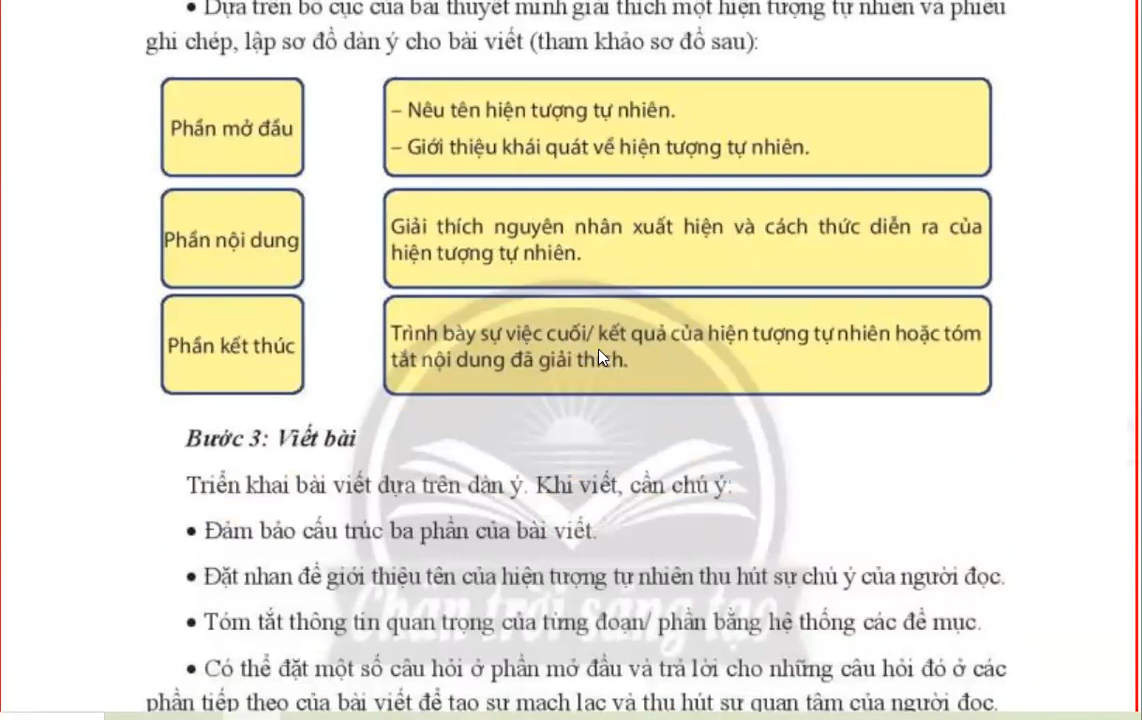 • Dựa trên bố cục của bài thuyết minh giải thích một hiện tượng tự nhiên và phiếu
ghi chép, lập sơ đồ dàn ý cho bài viết (tham khảo sơ đồ sau):
Phần mở đầu
– Nêu tên hiện tượng tự nhiên.
– Giới thiệu khái quát về hiện tượng tự nhiên.
Phần nội dung
Giải thích nguyên nhân xuất hiện và cách thức diễn ra của
hiện tượng tự nhiên.
Phần kết thúc
Trình bày sự việc cuối/ kết quả của hiện tượng tự nhiên hoặc tóm
tắt nội dung đã giải thích.
Bước 3: Viết bài
Triển khai bài viết dựa trên dàn ý. Khi viết, cần chú ý:
• Đảm bảo cấu trúc ba phần của bài viết.
• Đặt nhan đề giới thiệu tên của hiện tượng tự nhiên thu hút sự chú ý của người đọc.
Chân trời sáng tạo
• Tóm tắt thông tin quan trọng của từng đoạn/ phần bằng hệ thống các đề mục.
• Có thể đặt một số câu hỏi ở phần mở đầu và trả lời cho những câu hỏi đó ở các
phần tiếp theo của bài viết để tạo sự mạch lạc và thu hút sự quan tâm của người đọc.